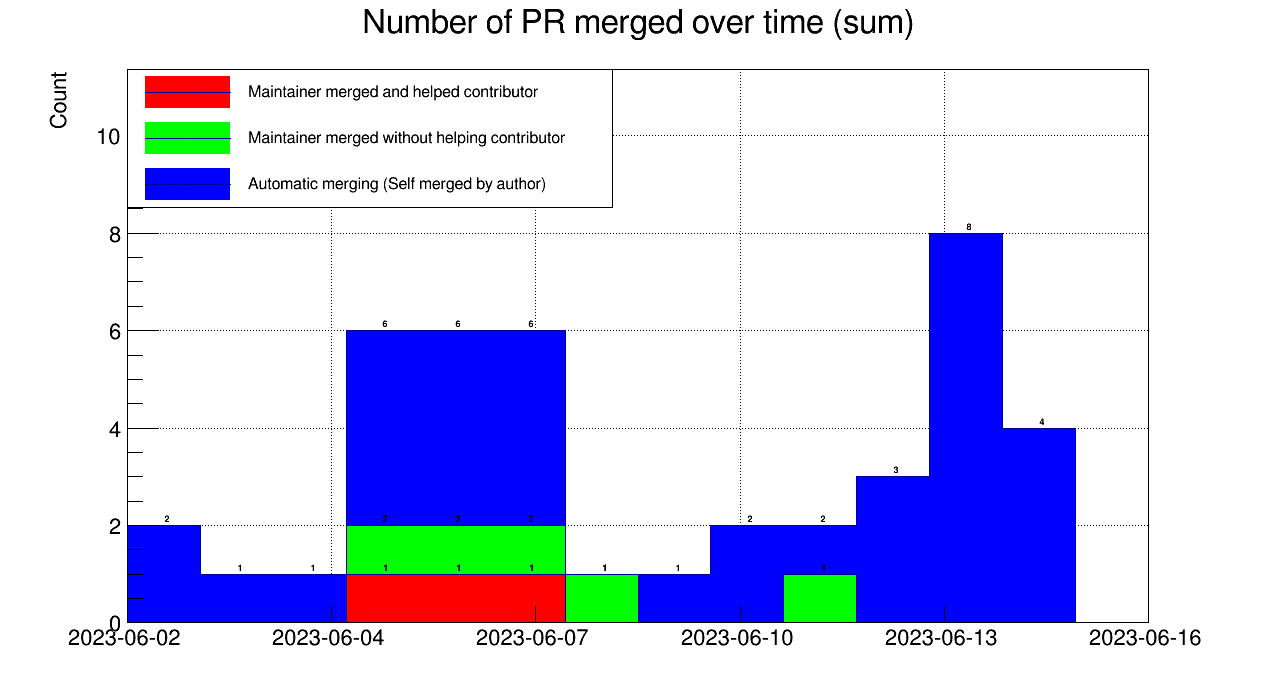 Number of PR merged over time (sum)
Count
Maintainer merged and helped contributor
Maintainer merged without helping contributor
Automatic merging (Self merged by author)
10
8
8
6 6 6 6
4 4
3
2 2 2 2 2 2 2
1 1 1 1 1 1 1 1
0
2023-06-02 2023-06-04 2023-06-07 2023-06-10 2023-06-13 2023-06-16